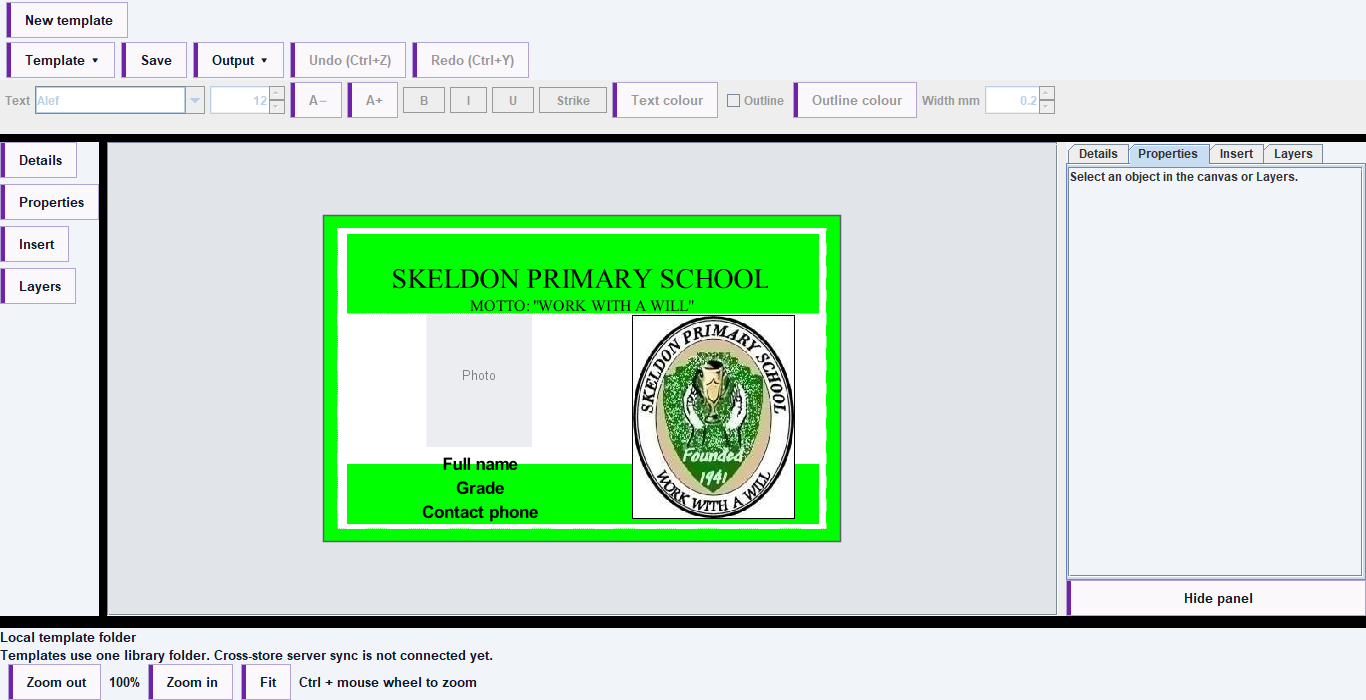 New template
Template ▼ Save Output ▼ Undo (Ctrl+Z) Redo (Ctrl+Y)
Text Alef 12 A− A+ B I U Strike Text colour Outline Outline colour Width mm 0.2
Details
Properties
Insert
Layers
SKELDON PRIMARY SCHOOL
MOTTO: "WORK WITH A WILL"
Photo
Full name
Grade
Contact phone
SKELDON PRIMARY SCHOOL
Founded
1941
WORK WITH A WILL
Details Properties Insert Layers
Select an object in the canvas or Layers.
Hide panel
Local template folder
Templates use one library folder. Cross-store server sync is not connected yet.
Zoom out 100% Zoom in Fit Ctrl + mouse wheel to zoom